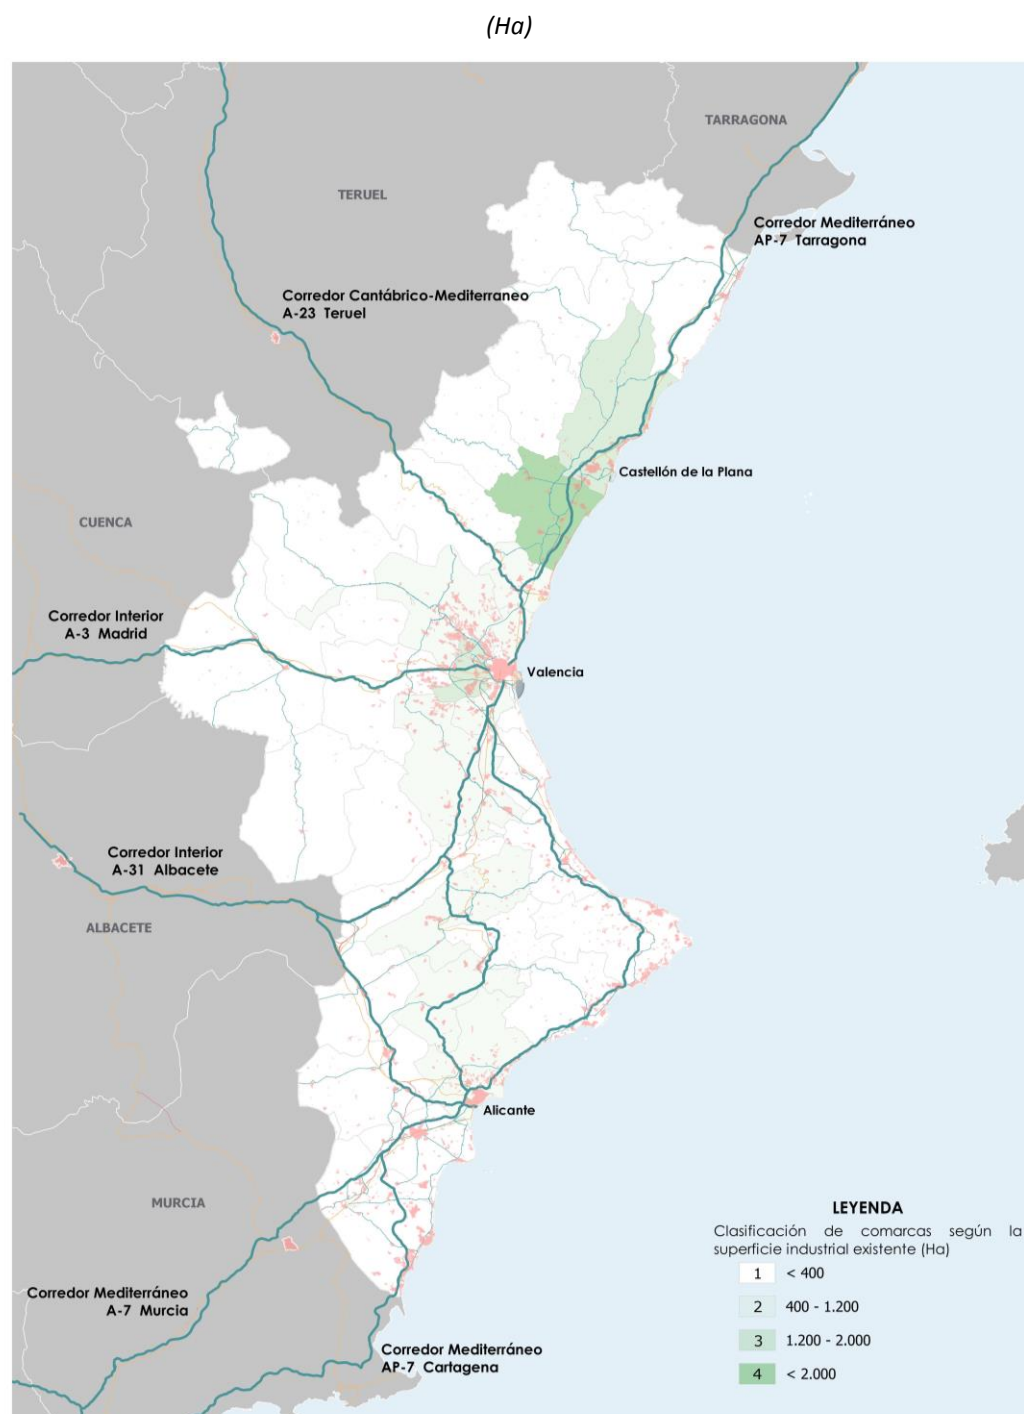 (Ha)
TARRAGONA
TERUEL
Corredor Mediterráneo
AP-7 Tarragona
Corredor Cantábrico-Mediterraneo
A-23 Teruel
Castellón de la Plana
CUENCA
Corredor Interior
A-3 Madrid
Valencia
Corredor Interior
A-31 Albacete
ALBACETE
Alicante
MURCIA
LEYENDA
Clasificación de comarcas según la
superficie industrial existente (Ha)
1 < 400
2 400 - 1.200
3 1.200 - 2.000
4 < 2.000
Corredor Mediterráneo
A-7 Murcia
Corredor Mediterráneo
AP-7 Cartagena